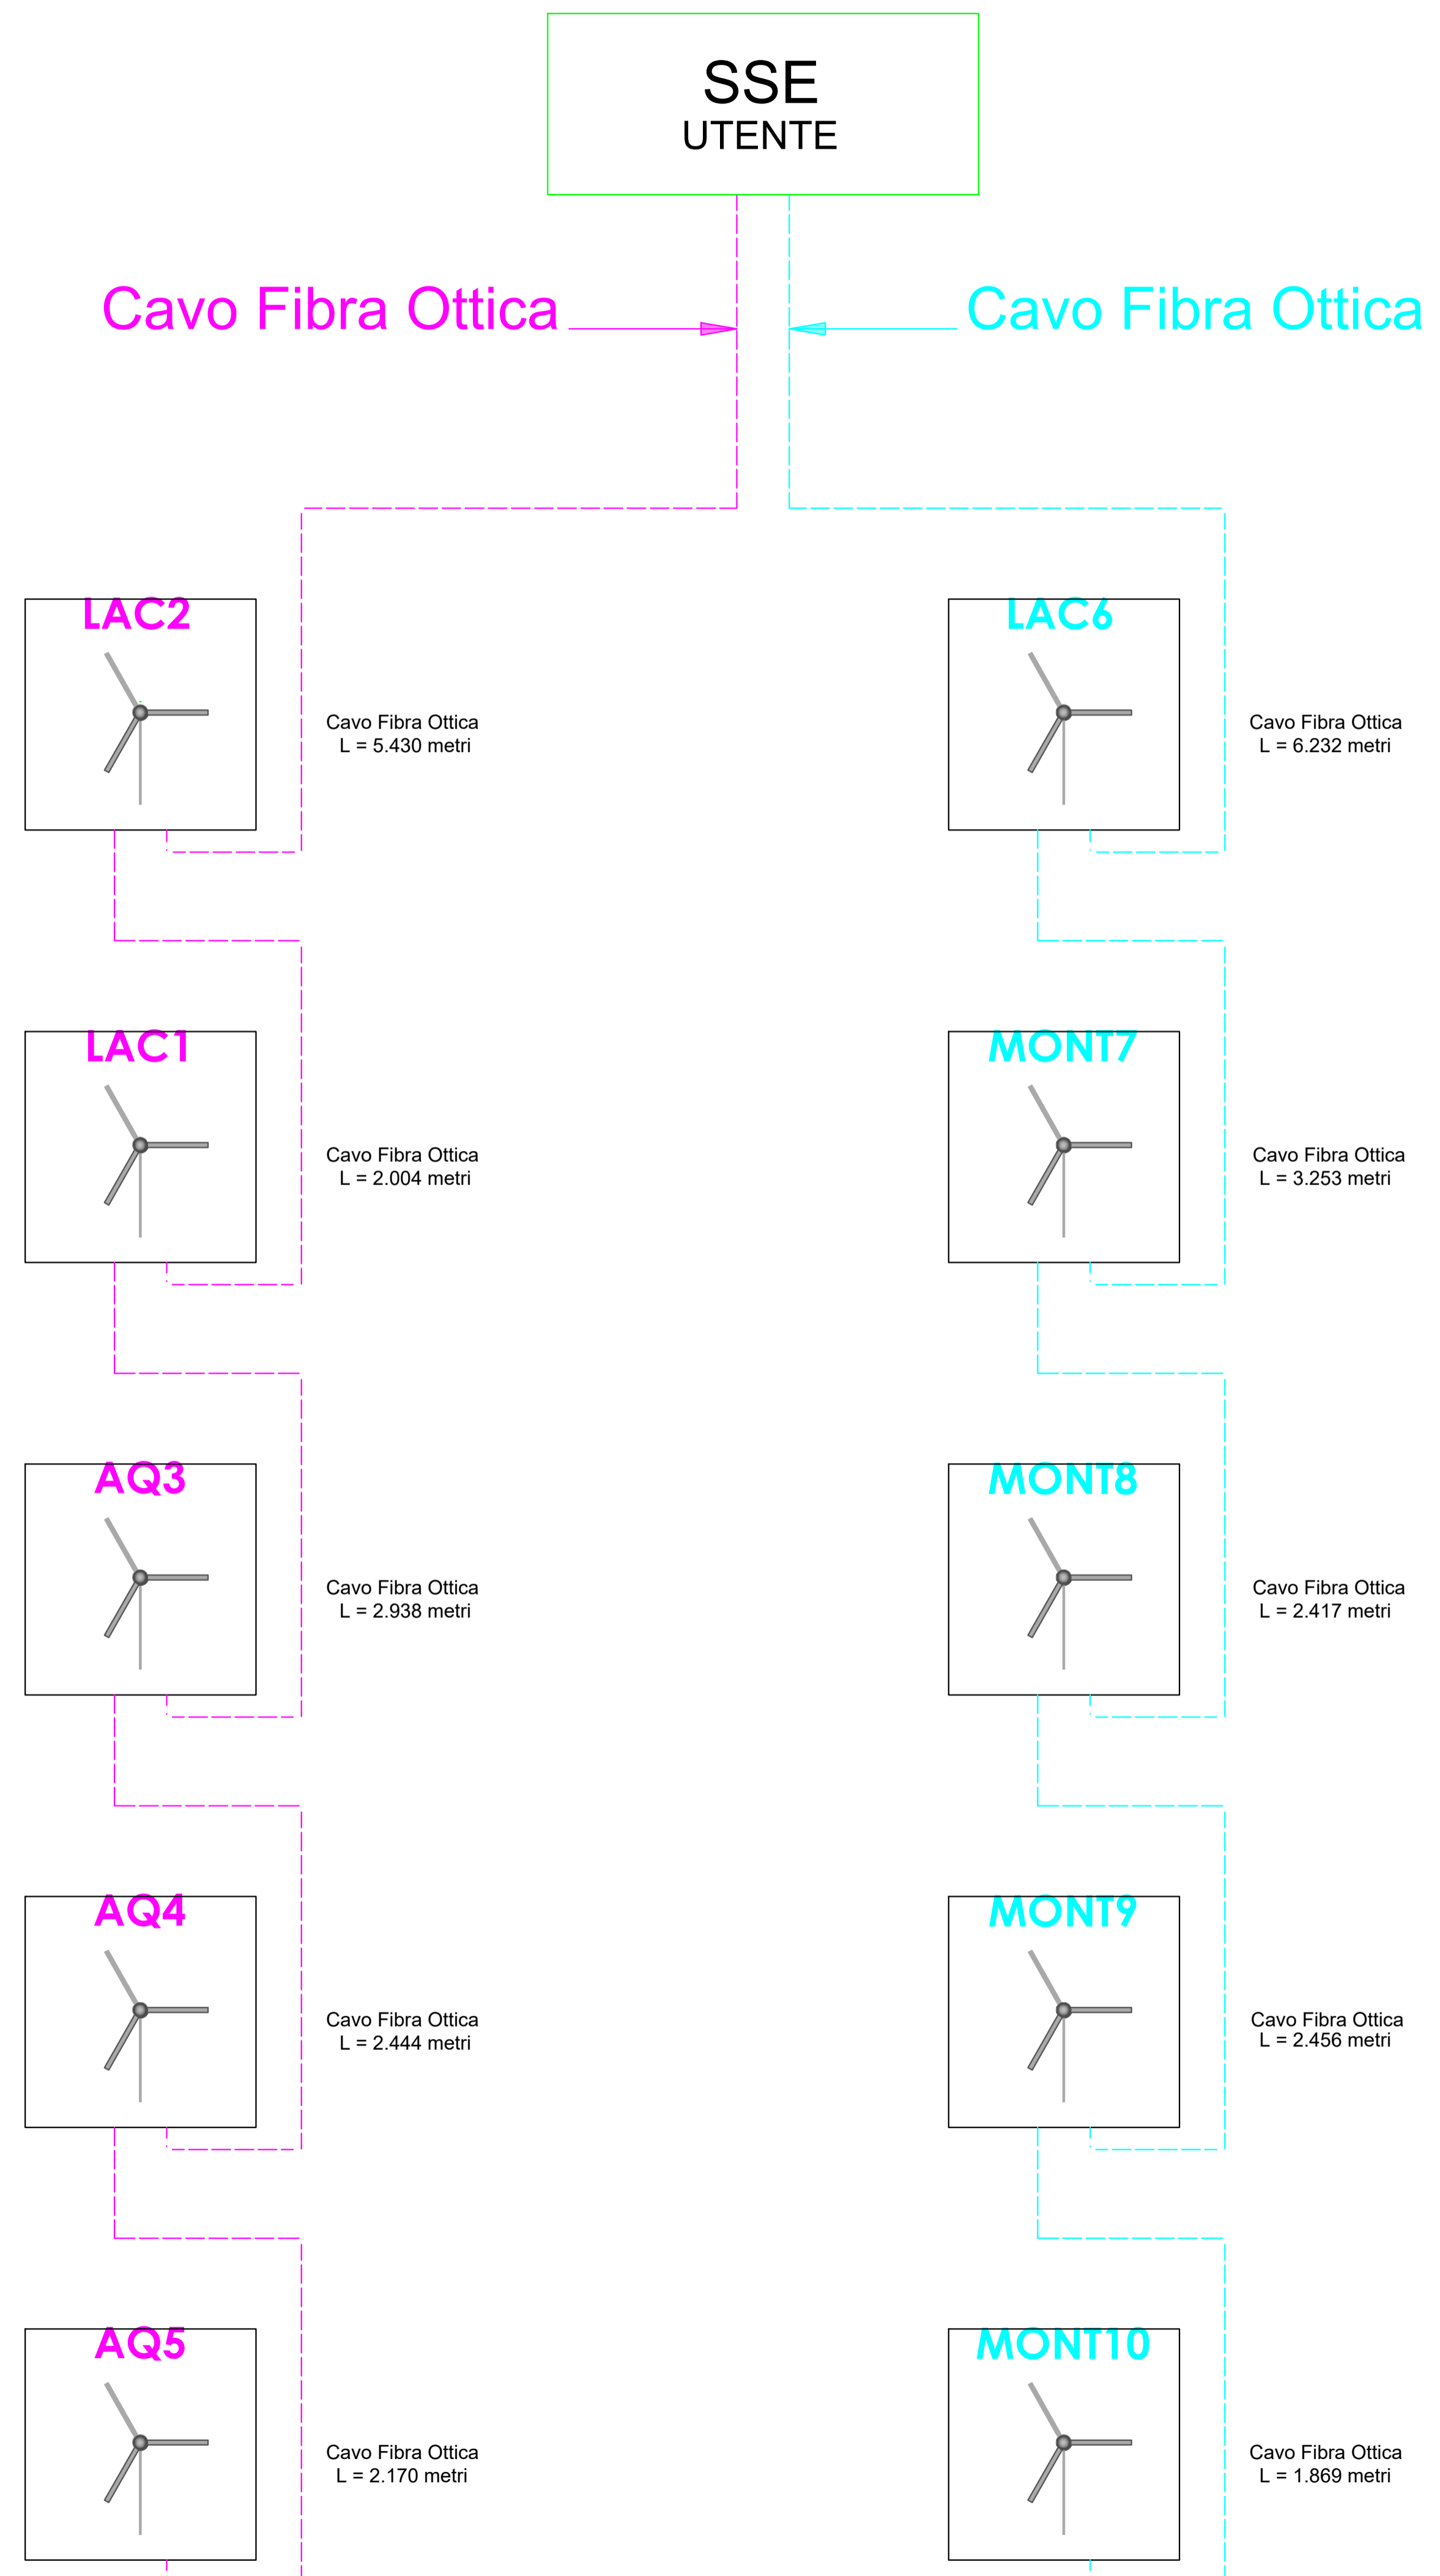 SSE
UTENTE
Cavo Fibra Ottica
Cavo Fibra Ottica
LAC2
Cavo Fibra Ottica
L = 5.430 metri
LAC6
Cavo Fibra Ottica
L = 6.232 metri
LAC1
Cavo Fibra Ottica
L = 2.004 metri
MONT7
Cavo Fibra Ottica
L = 3.253 metri
AQ3
Cavo Fibra Ottica
L = 2.938 metri
MONT8
Cavo Fibra Ottica
L = 2.417 metri
AQ4
Cavo Fibra Ottica
L = 2.444 metri
MONT9
Cavo Fibra Ottica
L = 2.456 metri
AQ5
Cavo Fibra Ottica
L = 2.170 metri
MONT10
Cavo Fibra Ottica
L = 1.869 metri